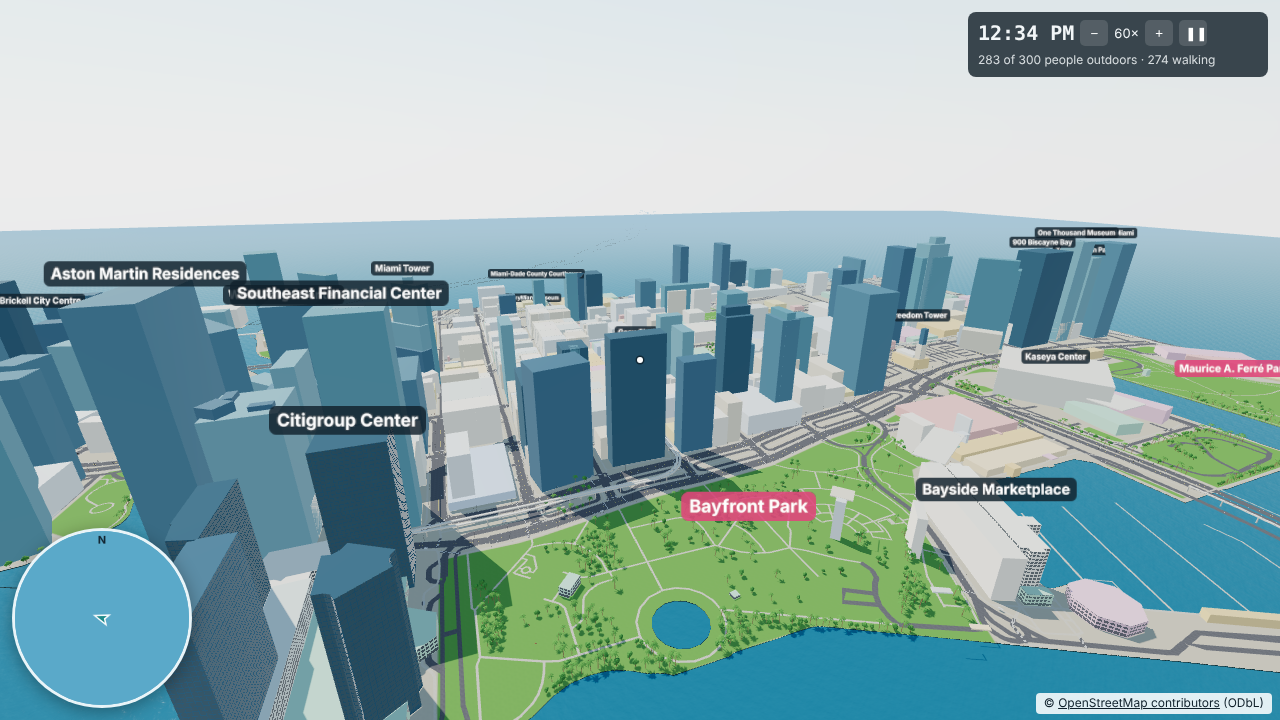 12:34 PM − 60× + ❚❚
283 of 300 people outdoors · 274 walking
One Thousand Museum
900 Biscayne Bay
Aston Martin Residences
Miami Tower
Miami-Dade County
Southeast Financial Center
Brickell City Centre
Freedom Tower
Kaseya Center
Maurice A. Ferré
Citigroup Center
Bayside Marketplace
Bayfront Park
N
© OpenStreetMap contributors (ODbL)